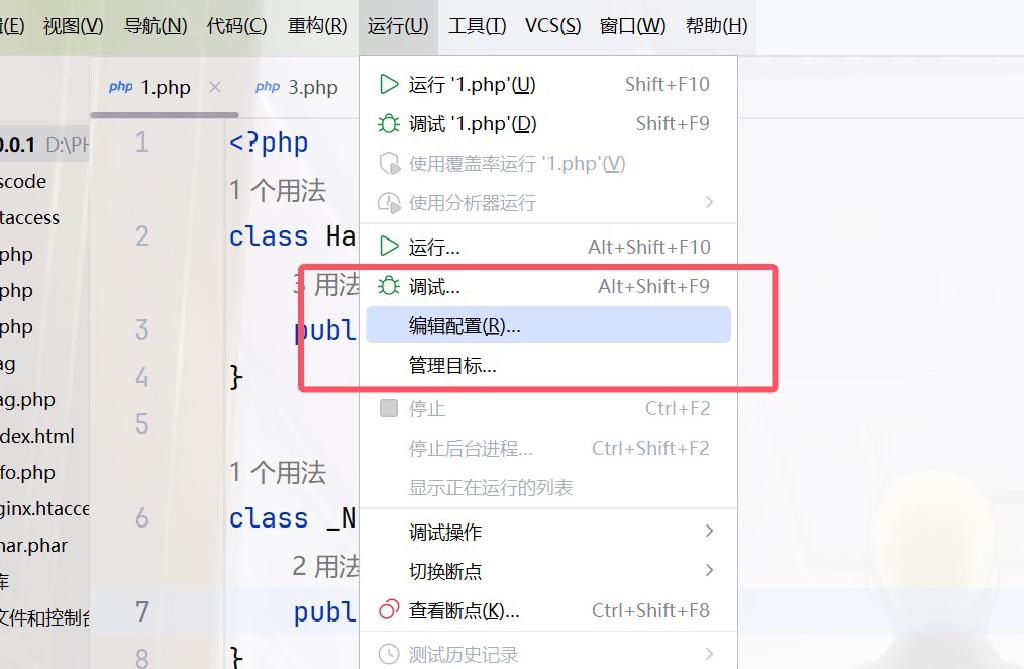 视图(V) 导航(N) 代码(C) 重构(R) 运行(U) 工具(T) VCS(S) 窗口(W) 帮助(H)
php 1.php × php 3.php
0.0.1 D:\PH
scode
taccess
php
php
php
ag
ag.php
dex.html
fo.php
ginx.htacce
har.phar
库
文件和控制台
1 <?php
1 个用法
2 class Ha
3 用法
3 publ
4 }
5
1 个用法
6 class _N
2 用法
7 publ
8 }
运行 '1.php'(U) Shift+F10
调试 '1.php'(D) Shift+F9
使用覆盖率运行 '1.php'(V)
使用分析器运行
运行... Alt+Shift+F10
调试... Alt+Shift+F9
编辑配置(R)...
管理目标...
停止 Ctrl+F2
停止后台进程... Ctrl+Shift+F2
显示正在运行的列表
调试操作
切换断点
查看断点(K)... Ctrl+Shift+F8
测试历史记录